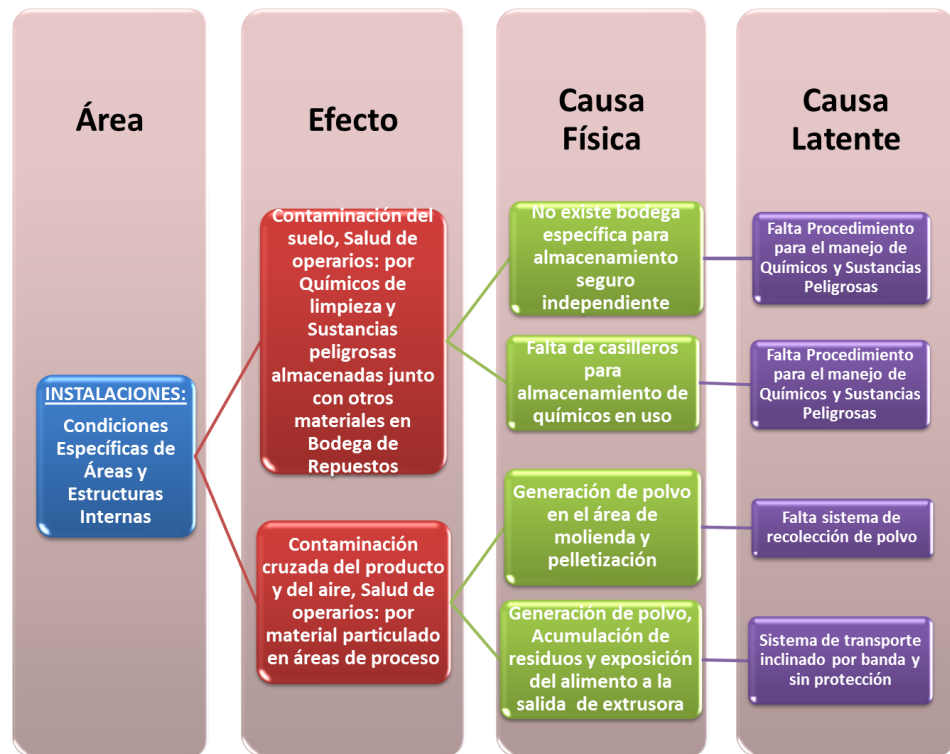 Área
Efecto
Causa
Física
Causa
Latente
INSTALACIONES:
Condiciones
Específicas de
Áreas y
Estructuras
Internas
Contaminación del
suelo, Salud de
operarios: por
Químicos de
limpieza y
Sustancias
peligrosas
almacenadas junto
con otros
materiales en
Bodega de
Repuestos
Contaminación
cruzada del producto
y del aire, Salud de
operarios: por
material particulado
en áreas de proceso
No existe bodega
específica para
almacenamiento
seguro
independiente
Falta de casilleros
para
almacenamiento de
químicos en uso
Generación de polvo
en el área de
molienda y
pelletización
Generación de polvo,
Acumulación de
residuos y exposición
del alimento a la
salida de extrusora
Falta Procedimiento
para el manejo de
Químicos y Sustancias
Peligrosas
Falta Procedimiento
para el manejo de
Químicos y Sustancias
Peligrosas
Falta sistema de
recolección de polvo
Sistema de transporte
inclinado por banda y
sin protección